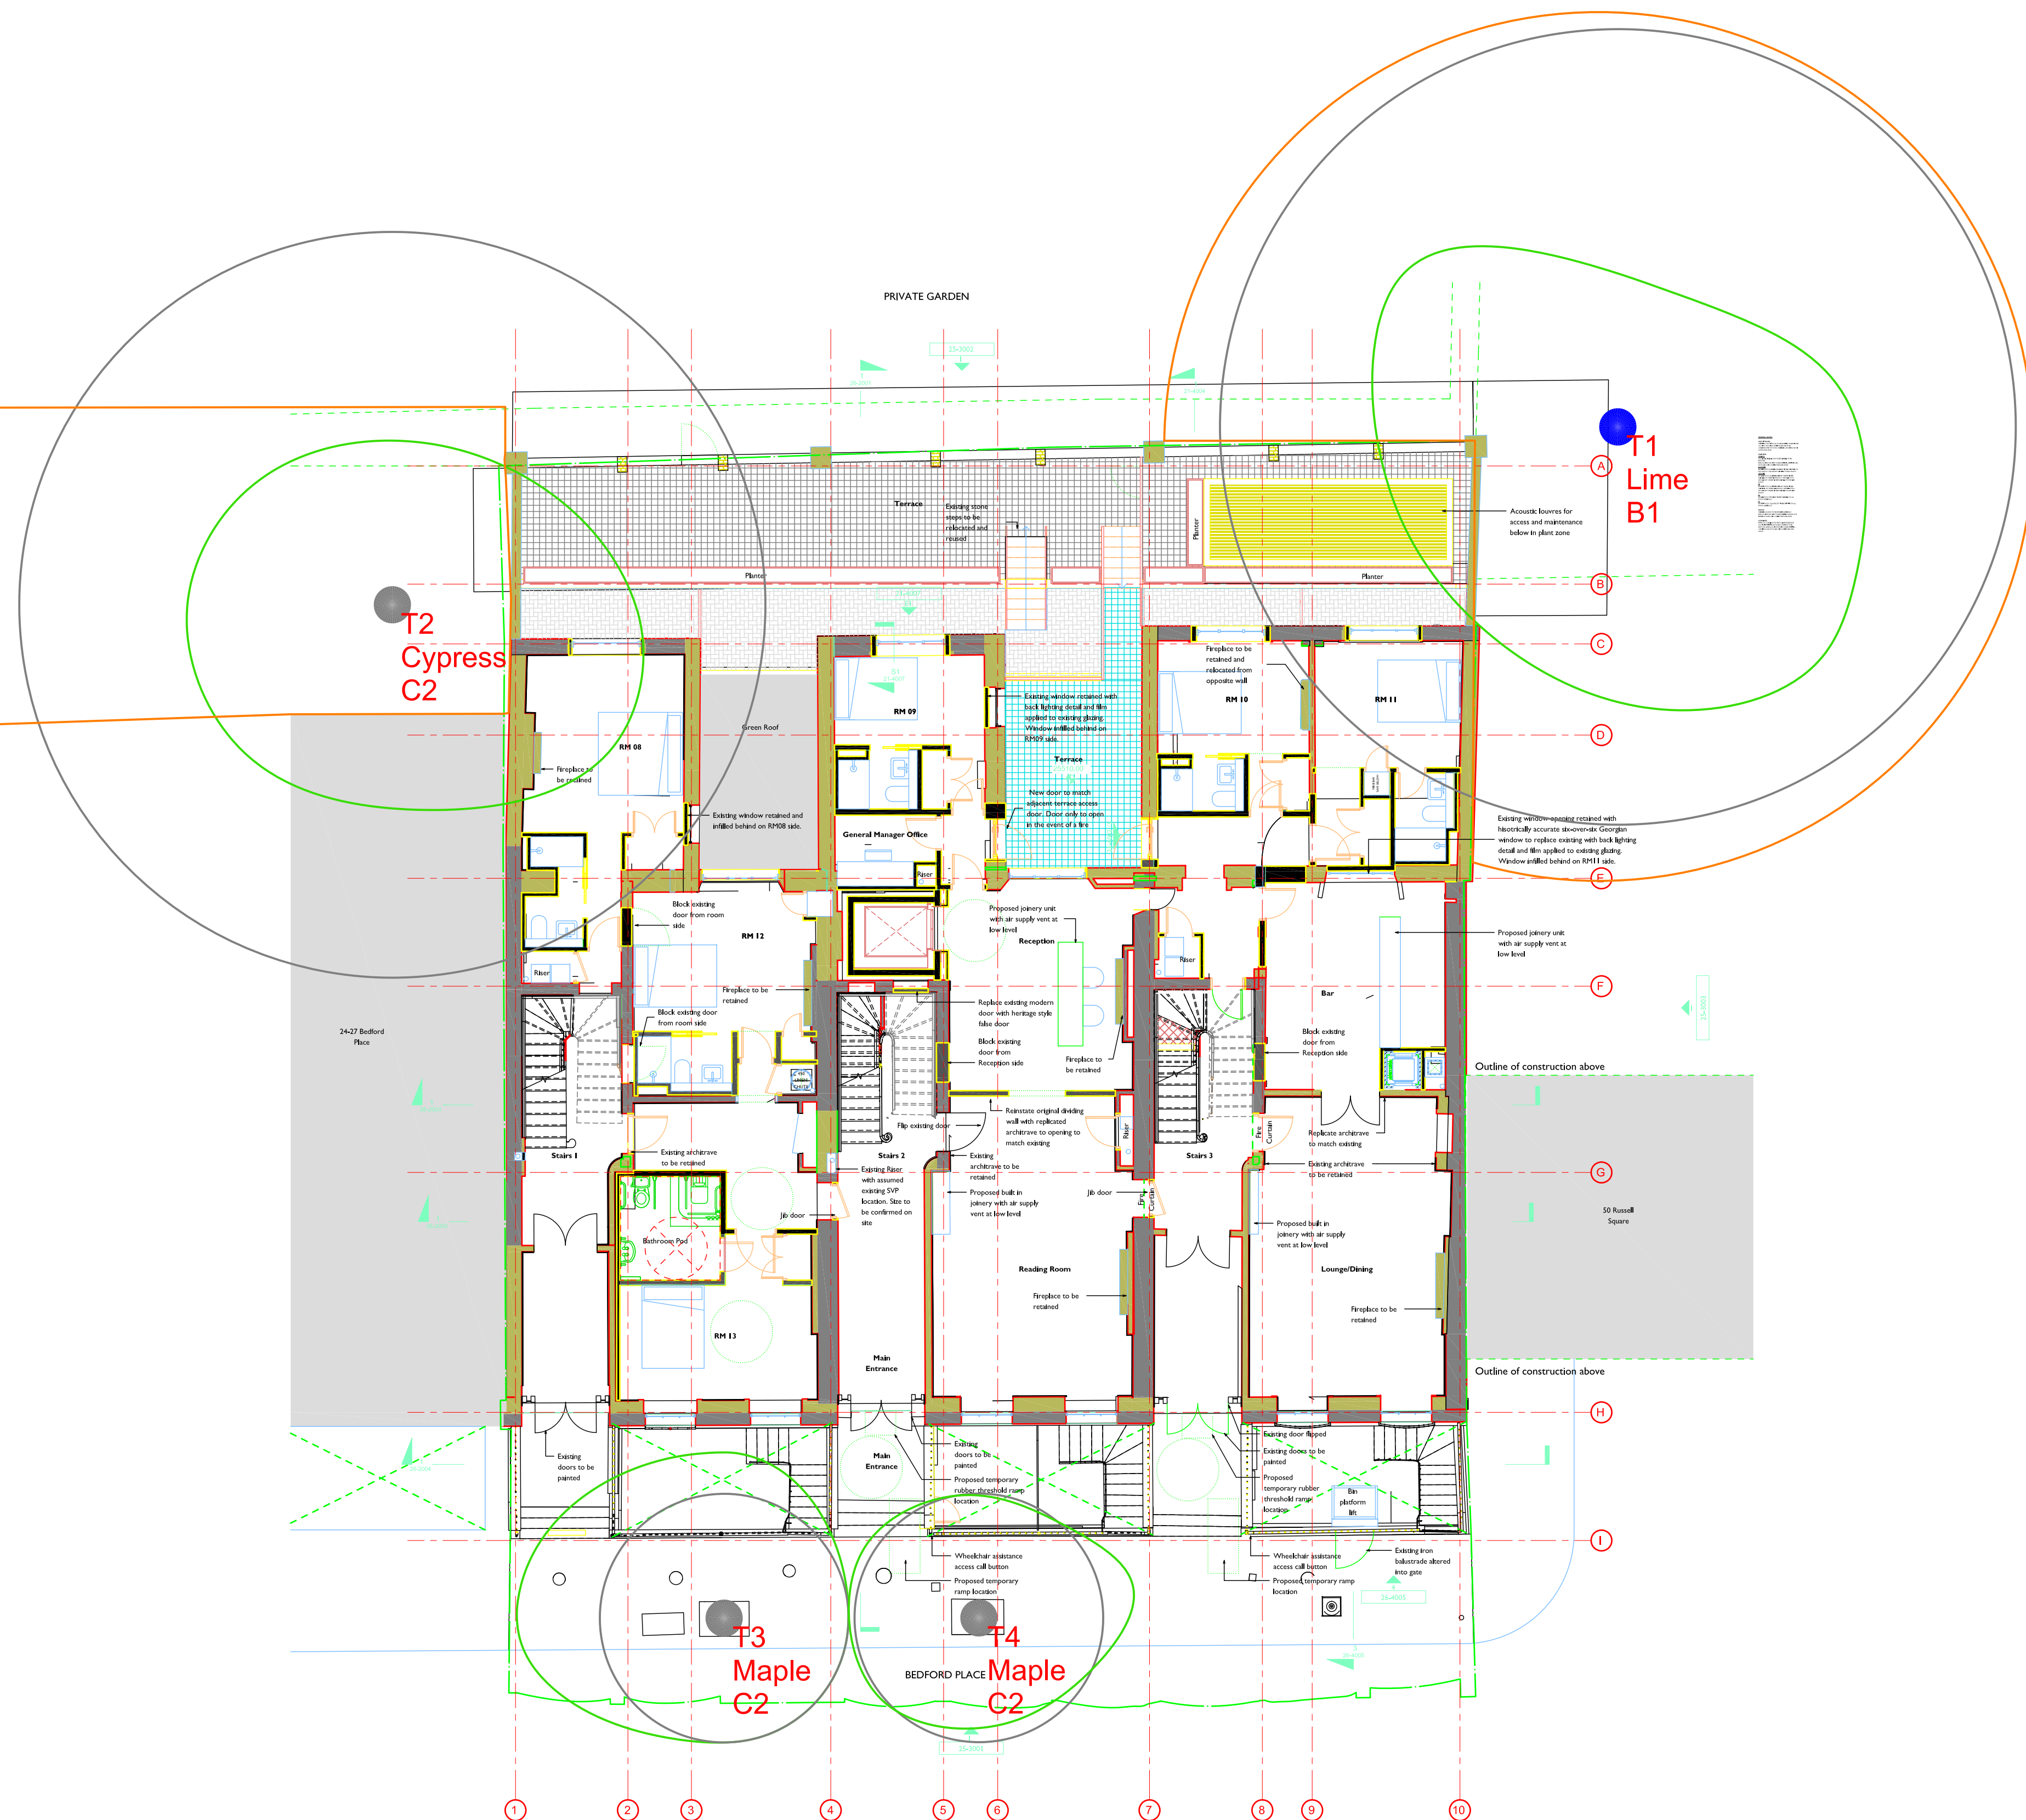 PRIVATE GARDEN
25-3002
T1
Lime
B1
A
Terrace
Existing stone
steps to be
relocated and
reused
Planter
Acoustic louvres for
access and maintenance
below in plant zone
Planter
Planter
B
T2
Cypress
C2
C
Fireplace to be
retained and
relocated from
opposite wall
RM 08
Fireplace to
be retained
Green Roof
RM 09
Existing window retained with
back lighting detail and film
applied to existing glazing.
Window infilled behind on
RM09 side.
RM 10
RM 11
D
Terrace
New door to match
adjacent terrace access
door. Door only to open
in the event of a fire
Existing window retained and
infilled behind on RM08 side.
General Manager Office
Riser
Existing window opening retained with
hisotrically accurate six-over-six Georgian
window to replace existing with back lighting
detail and film applied to existing glazing.
Window infilled behind on RM11 side.
E
Block existing
door from room
side
RM 12
Proposed joinery unit
with air supply vent at
low level
Reception
Riser
Proposed joinery unit
with air supply vent at
low level
Riser
Fireplace to be
retained
Block existing door
from room side
Replace existing modern
door with heritage style
false door
Block existing
door from
Reception side
Fireplace to
be retained
Bar
Block existing
door from
Reception side
F
24-27 Bedford
Place
Outline of construction above
Reinstate original dividing
wall with replicated
architrave to opening to
match existing
Flip existing door
Riser
Fire
Curtain
Replicate architrave
to match existing
Stairs 1
Existing architrave
to be retained
Stairs 2
Existing
architrave to be
retained
Stairs 3
Existing architrave
to be retained
G
Existing Riser
with assumed
existing SVP
location. Size to
be confirmed on
site
Proposed built in
joinery with air supply
vent at low level
Jib door
Fire
Curtain
Jib door
Bathroom Pod
Proposed built in
joinery with air supply
vent at low level
50 Russell
Square
Reading Room
Lounge/Dining
Fireplace to be
retained
Fireplace to be
retained
RM 13
Main
Entrance
Outline of construction above
H
Existing
doors to be
painted
Main
Entrance
Existing
doors to be
painted
Proposed temporary
rubber threshold ramp
location
Existing door flipped
Existing doors to be
painted
Proposed
temporary rubber
threshold ramp
location
Bin
platform
lift
I
Wheelchair assistance
access call button
Proposed temporary
ramp location
Wheelchair assistance
access call button
Proposed temporary ramp
location
Existing iron
balustrade altered
into gate
26-4005
T3
Maple
C2
T4
Maple
C2
BEDFORD PLACE
25-3001
1
2
3
4
5
6
7
8
9
10